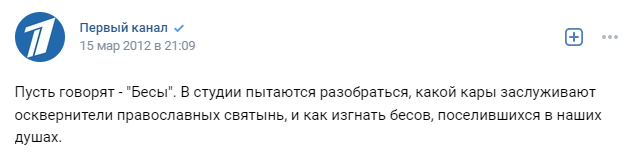 Первый канал
15 мар 2012 в 21:09
Пусть говорят - "Бесы". В студии пытаются разобраться, какой кары заслуживают
осквернители православных святынь, и как изгнать бесов, поселившихся в наших
душах.